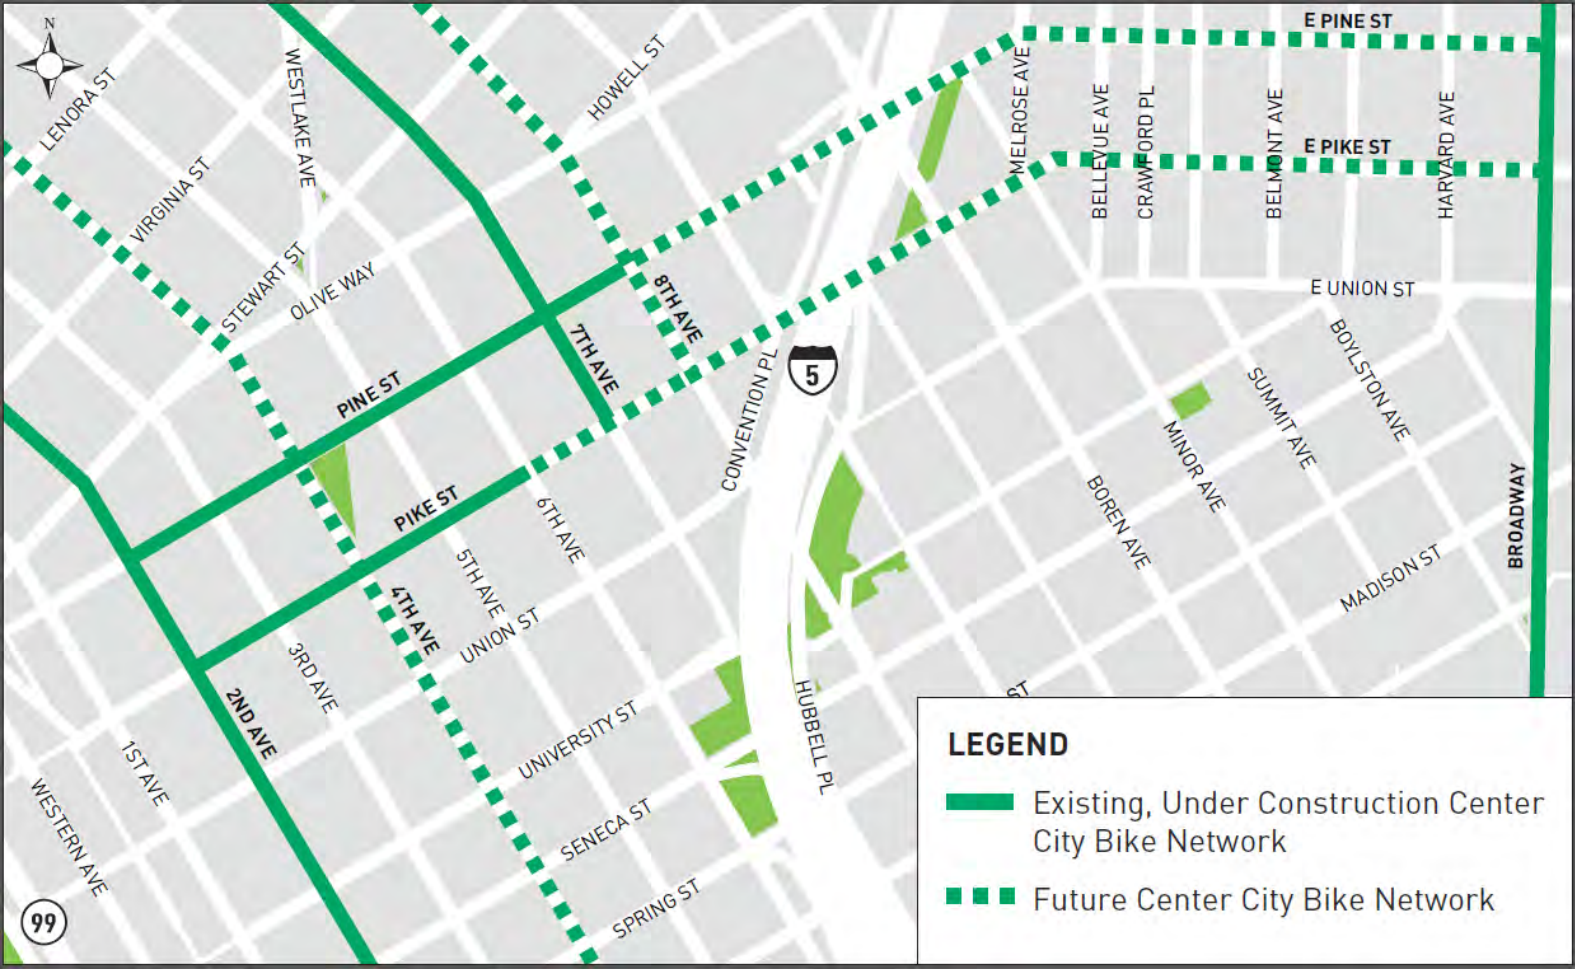 N
E PINE ST
HOWELL ST
WESTLAKE AVE
LENORA ST
MELROSE AVE
BELLEVUE AVE
CRAWFORD PL
BELMONT AVE
HARVARD AVE
E PIKE ST
VIRGINIA ST
STEWART ST
OLIVE WAY
8TH AVE
E UNION ST
7TH AVE
PINE ST
CONVENTION PL
5
BOYLSTON AVE
SUMMIT AVE
MINOR AVE
BOREN AVE
BROADWAY
PIKE ST
6TH AVE
5TH AVE
4TH AVE
UNION ST
MADISON ST
3RD AVE
2ND AVE
1ST AVE
WESTERN AVE
UNIVERSITY ST
HUBBELL PL
ST
SENECA ST
SPRING ST
99
LEGEND
Existing, Under Construction Center
City Bike Network
Future Center City Bike Network